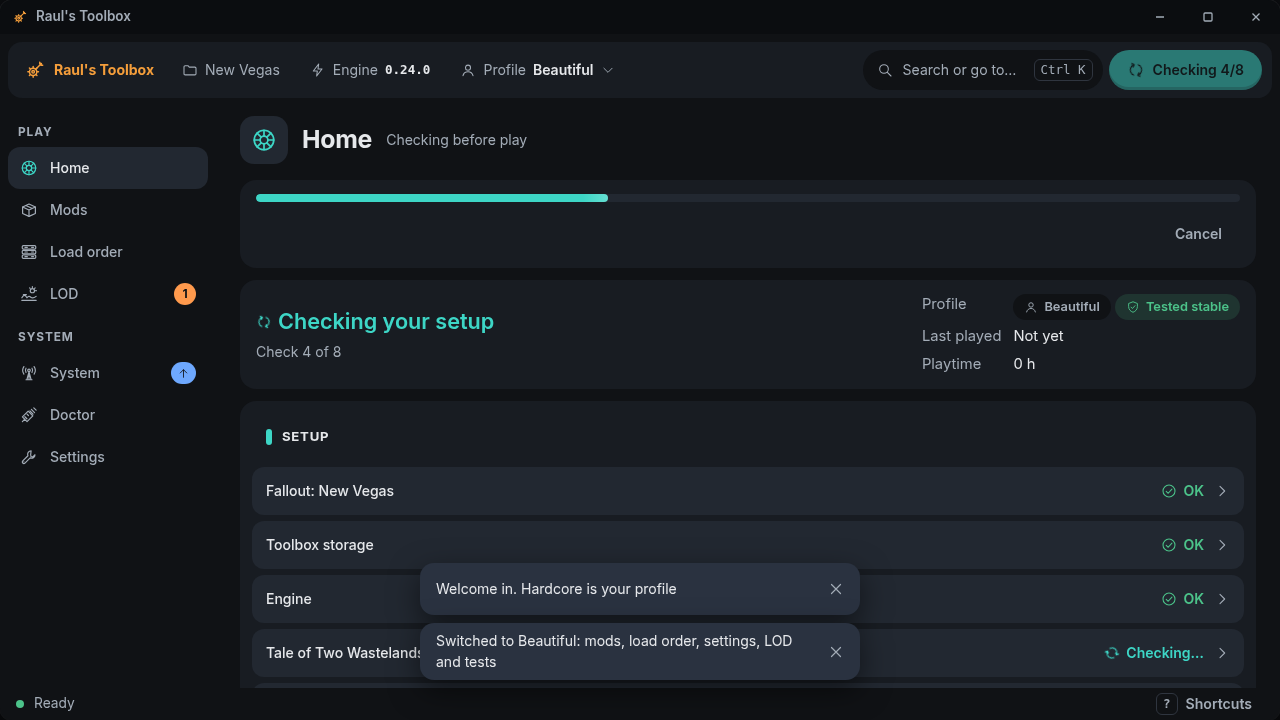 Raul's Toolbox
Raul's Toolbox
New Vegas
Engine 0.24.0
Profile Beautiful
Search or go to...
Ctrl K
Checking 4/8
PLAY
Home
Mods
Load order
LOD
1
SYSTEM
System
Doctor
Settings
Home
Checking before play
Cancel
Checking your setup
Check 4 of 8
Profile
Beautiful
Tested stable
Last played
Not yet
Playtime
0 h
SETUP
Fallout: New Vegas
OK
Toolbox storage
OK
Engine
OK
Tale of Two Wastelands
Checking...
Welcome in. Hardcore is your profile
Switched to Beautiful: mods, load order, settings, LOD
and tests
Ready
? Shortcuts